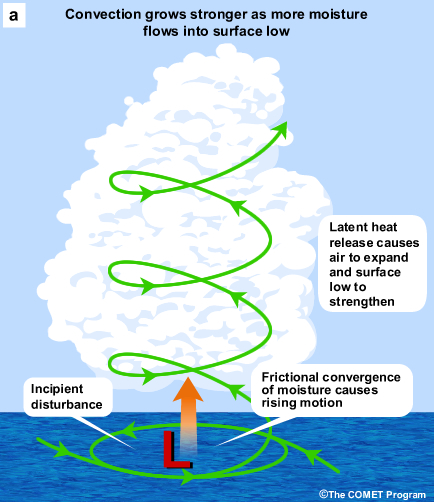 a
Convection grows stronger as more moisture
flows into surface low
Latent heat
release causes
air to expand
and surface
low to
strengthen
Incipient
disturbance
Frictional convergence
of moisture causes
rising motion
L
©The COMET Program